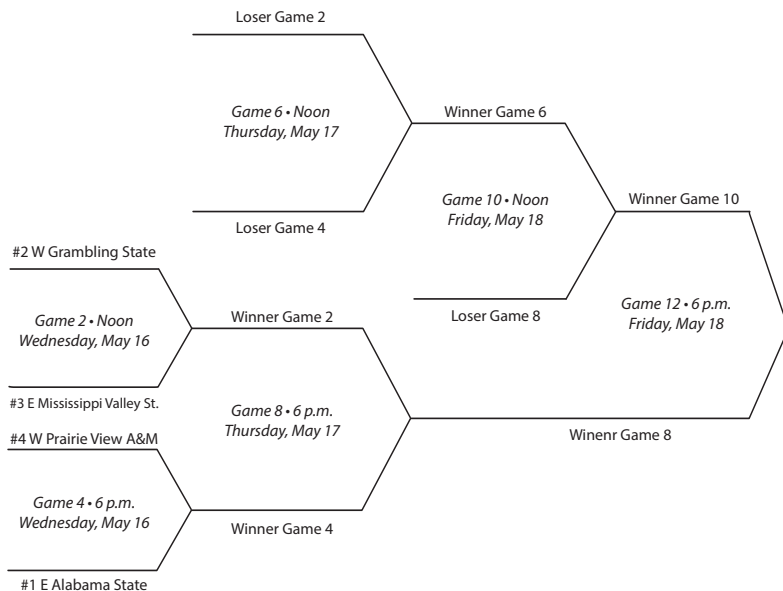 Loser Game 2
Game 6 • Noon
Thursday, May 17
Winner Game 6
Game 10 • Noon
Friday, May 18
Winner Game 10
Loser Game 4
#2 W Grambling State
Game 2 • Noon
Wednesday, May 16
Winner Game 2
Loser Game 8
Game 12 • 6 p.m.
Friday, May 18
#3 E Mississippi Valley St.
Game 8 • 6 p.m.
Thursday, May 17
#4 W Prairie View A&M
Winenr Game 8
Game 4 • 6 p.m.
Wednesday, May 16
Winner Game 4
#1 E Alabama State